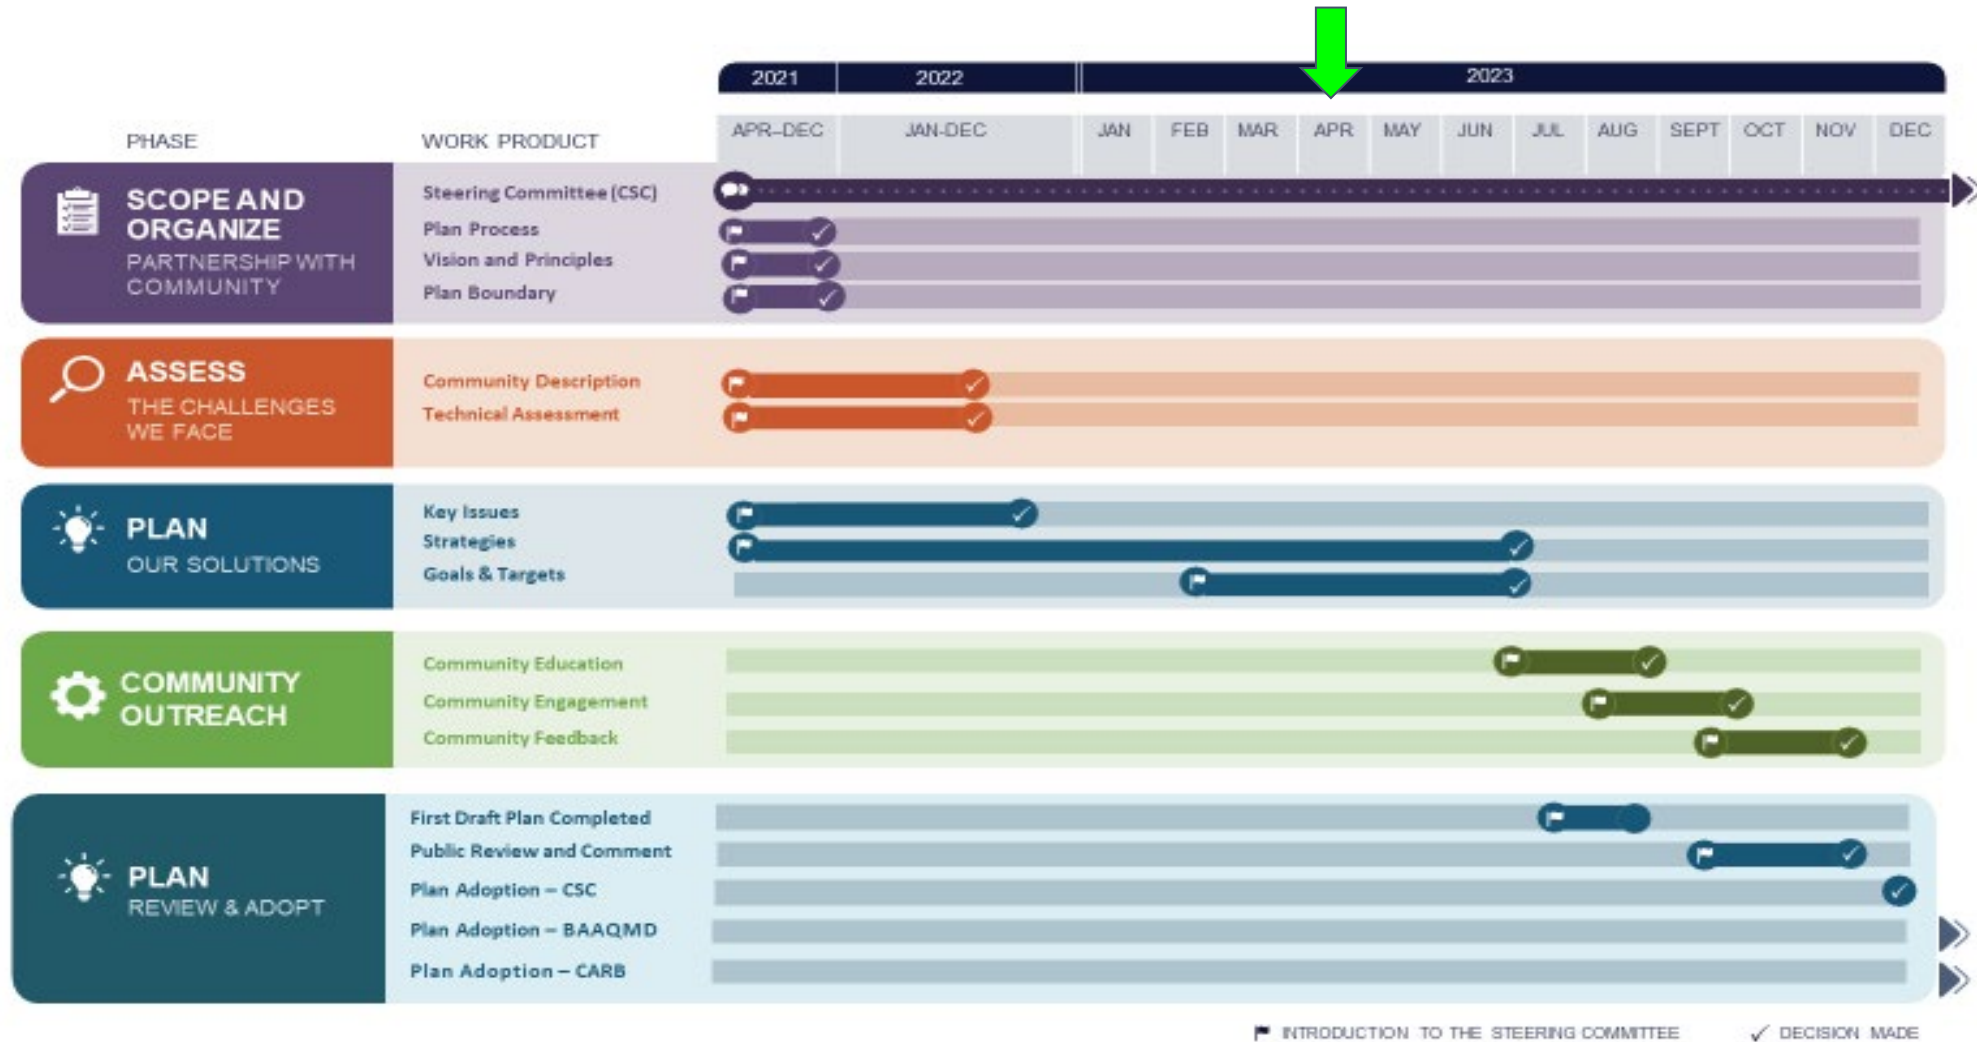 2021 2022 2023
PHASE WORK PRODUCT APR–DEC JAN-DEC JAN FEB MAR APR MAY JUN JUL AUG SEPT OCT NOV DEC
SCOPE AND
ORGANIZE
PARTNERSHIP WITH
COMMUNITY
Steering Committee (CSC)
Plan Process
Vision and Principles
Plan Boundary
ASSESS
THE CHALLENGES
WE FACE
Community Description
Technical Assessment
PLAN
OUR SOLUTIONS
Key Issues
Strategies
Goals & Targets
COMMUNITY
OUTREACH
Community Education
Community Engagement
Community Feedback
PLAN
REVIEW & ADOPT
First Draft Plan Completed
Public Review and Comment
Plan Adoption – CSC
Plan Adoption – BAAQMD
Plan Adoption – CARB
INTRODUCTION TO THE STEERING COMMITTEE DECISION MADE